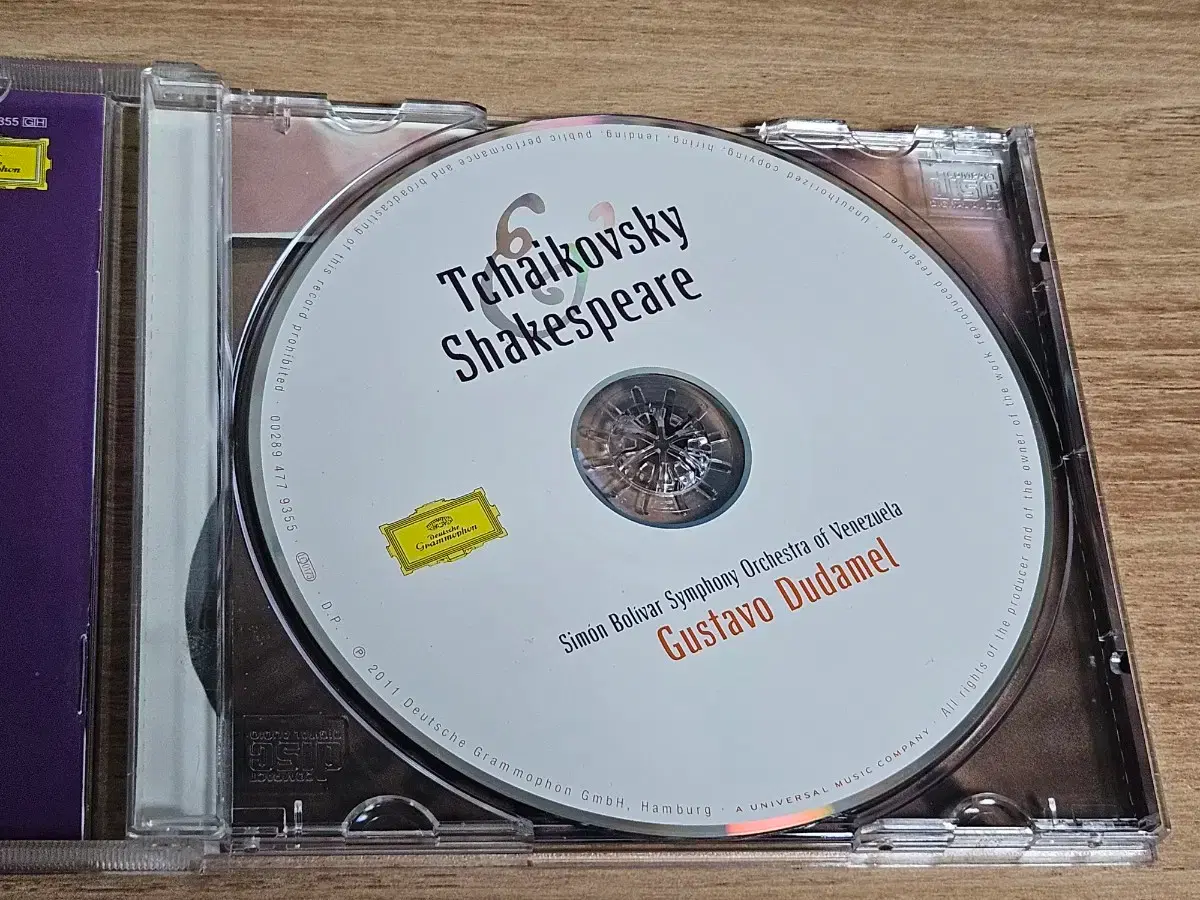 355 GH
Tchaikovsky
&
Shakespeare
Deutsche
Grammophon
Simón Bolívar Symphony Orchestra of Venezuela
Gustavo Dudamel
℗ 2011 Deutsche Grammophon GmbH, Hamburg · A UNIVERSAL MUSIC COMPANY · All rights of the producer and of the owner of the work reproduced reserved · Unauthorized copying, hiring, lending, public performance and broadcasting of this record prohibited · 00289 477 9355 · LC 0173 · D.P. ·
COMPACT
disc
COMPACT
disc
DIGITAL AUDIO